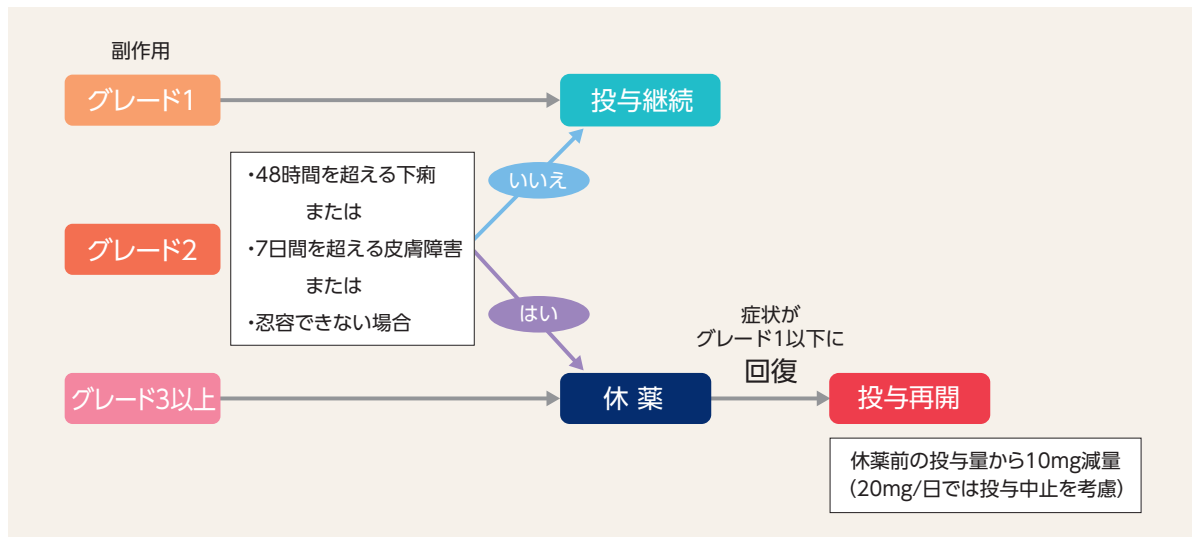 副作用
グレード1
投与継続
・48時間を超える下痢
または
・7日間を超える皮膚障害
または
・忍容できない場合
いいえ
グレード2
はい
グレード3以上
休 薬
症状が
グレード1以下に
回復
投与再開
休薬前の投与量から10mg減量
（20mg/日では投与中止を考慮）